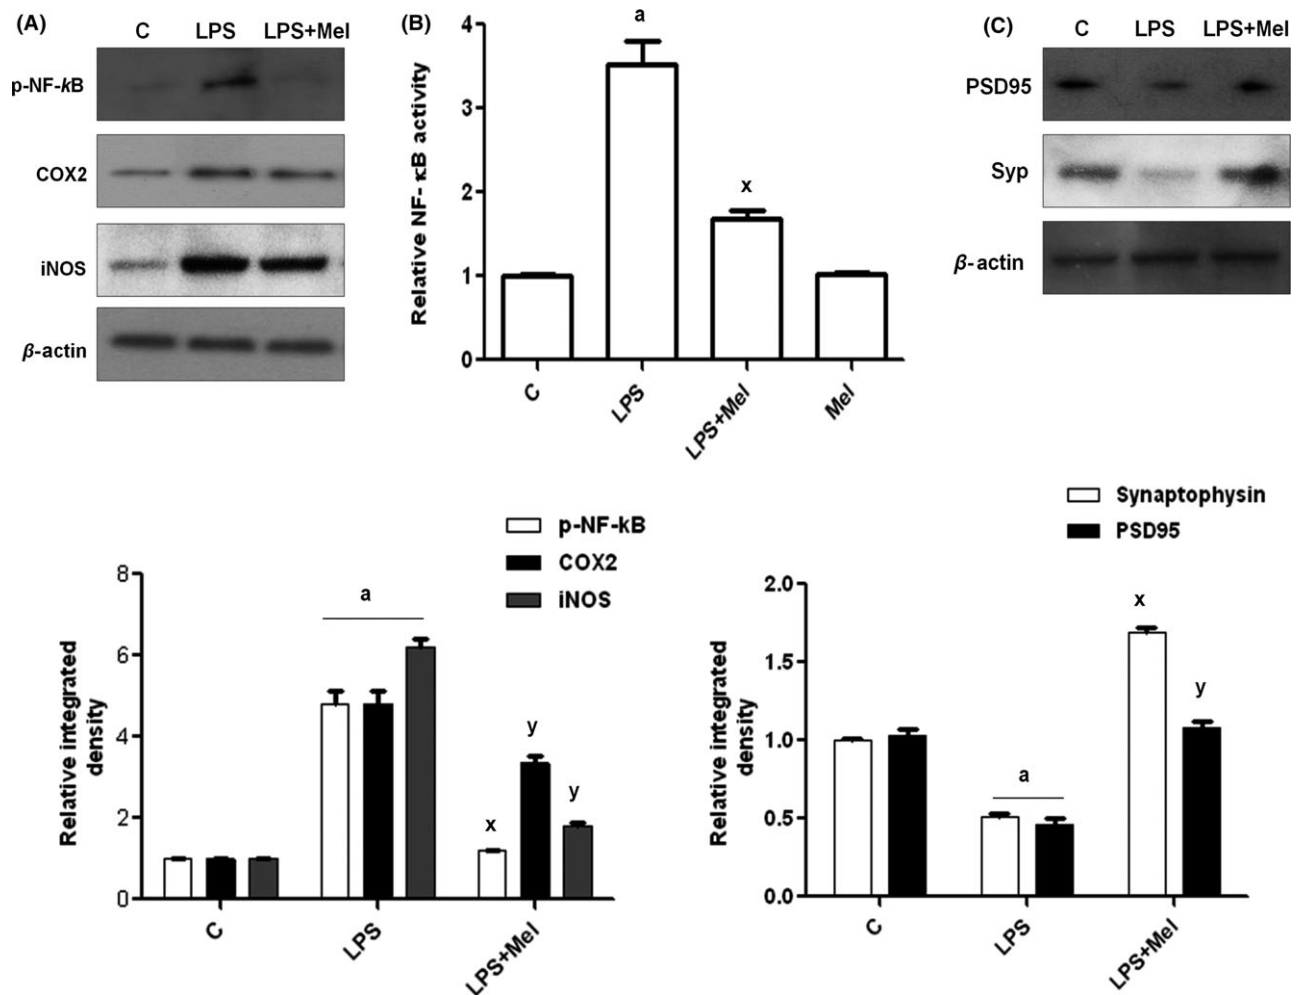 (A)
C LPS LPS+Mel
p-NF-kB
COX2
iNOS
β-actin
(B)
Relative NF-κB activity
4
3
2
1
0
a
x
C
LPS
LPS+Mel
Mel
(C)
C LPS LPS+Mel
PSD95
Syp
β-actin
p-NF-kB
COX2
iNOS
Relative integrated
density
8
6
4
2
0
a
x
y
y
C
LPS
LPS+Mel
Synaptophysin
PSD95
Relative integrated
density
2.0
1.5
1.0
0.5
0.0
a
x
y
C
LPS
LPS+Mel